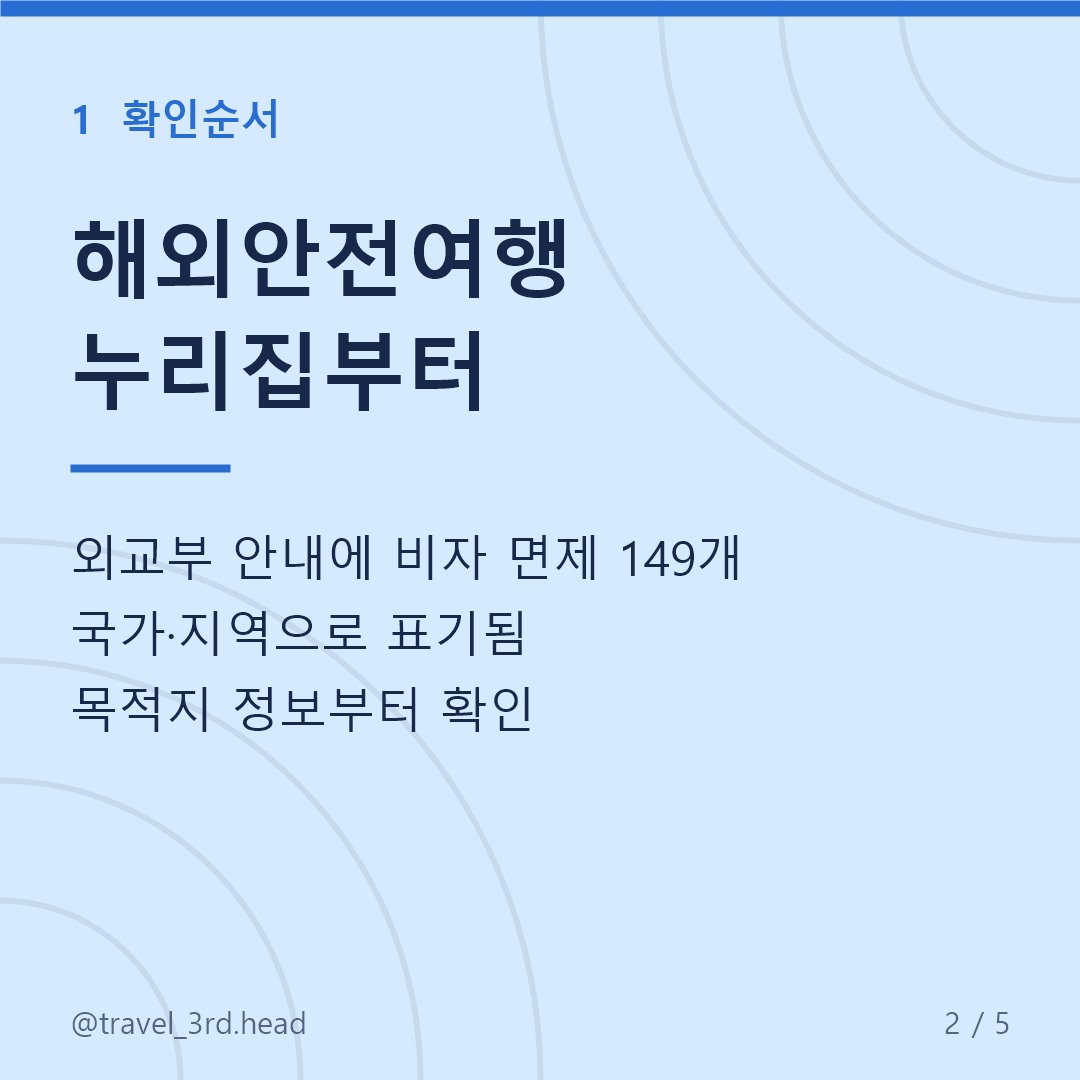 1 확인순서
해외안전여행
누리집부터
외교부 안내에 비자 면제 149개
국가·지역으로 표기됨
목적지 정보부터 확인
@travel_3rd.head
2 / 5